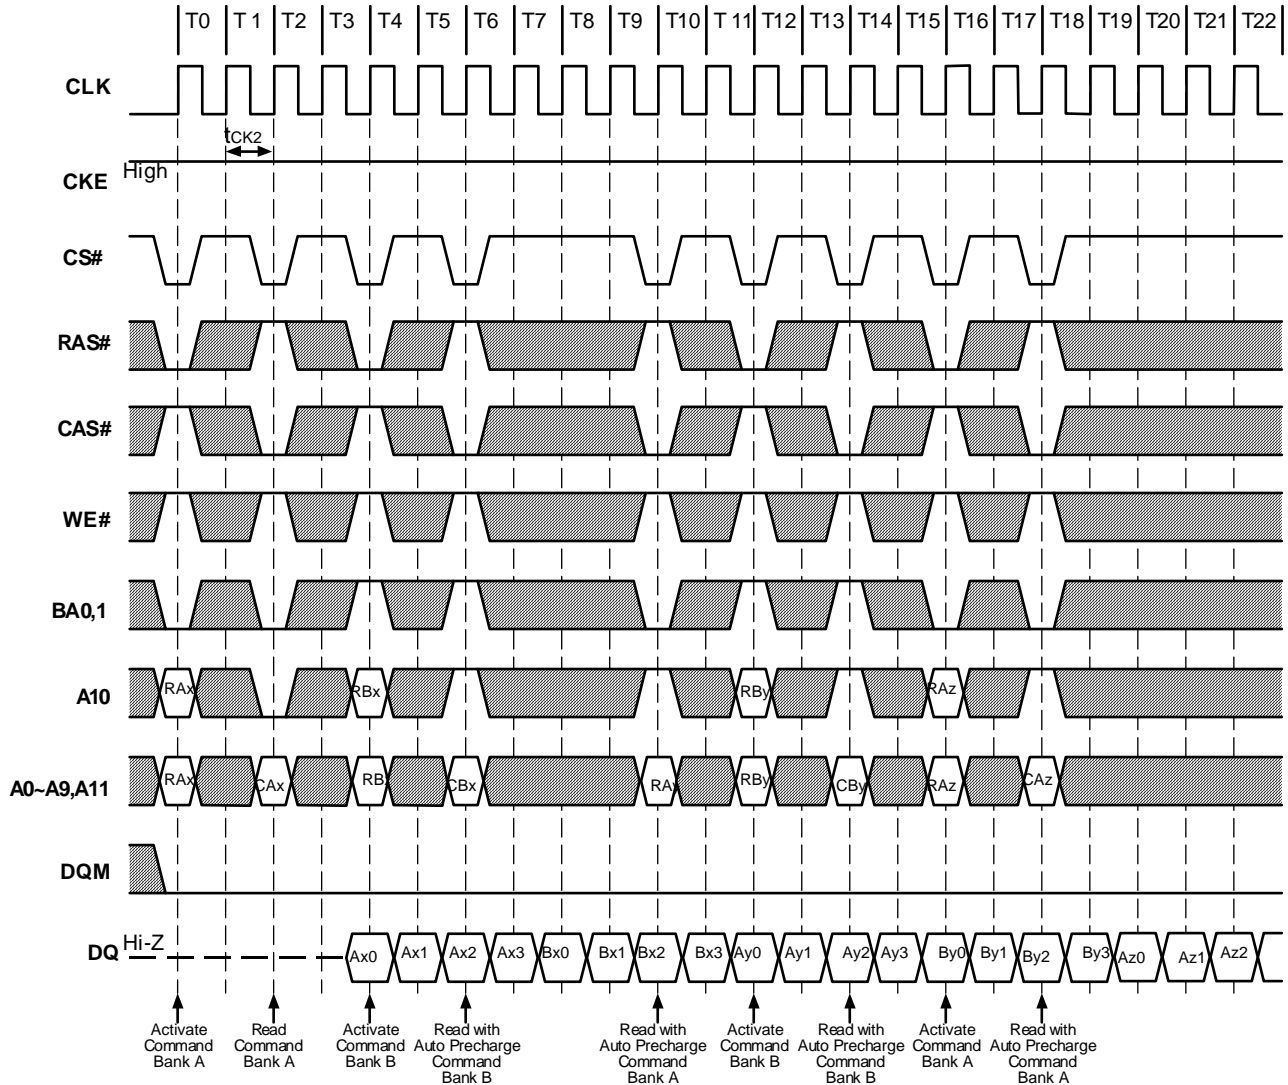 T0 T 1 T2 T3 T4 T5 T6 T7 T8 T9 T10 T 11 T12 T13 T14 T15 T16 T17 T18 T19 T20 T21 T22
CLK
tCK2
High
CKE
CS#
RAS#
CAS#
WE#
BA0,1
A10
RAx RBx RBy RAz
A0~A9,A11
RAx CAx RB CBx RA RBy CBy RAz CAz
DQM
DQ
Hi-Z
Ax0 Ax1 Ax2 Ax3 Bx0 Bx1 Bx2 Bx3 Ay0 Ay1 Ay2 Ay3 By0 By1 By2 By3 Az0 Az1 Az2
Activate
Command
Bank A
Read
Command
Bank A
Activate
Command
Bank B
Read with
Auto Precharge
Command
Bank B
Read with
Auto Precharge
Command
Bank A
Activate
Command
Bank B
Read with
Auto Precharge
Command
Bank B
Activate
Command
Bank A
Read with
Auto Precharge
Command
Bank A